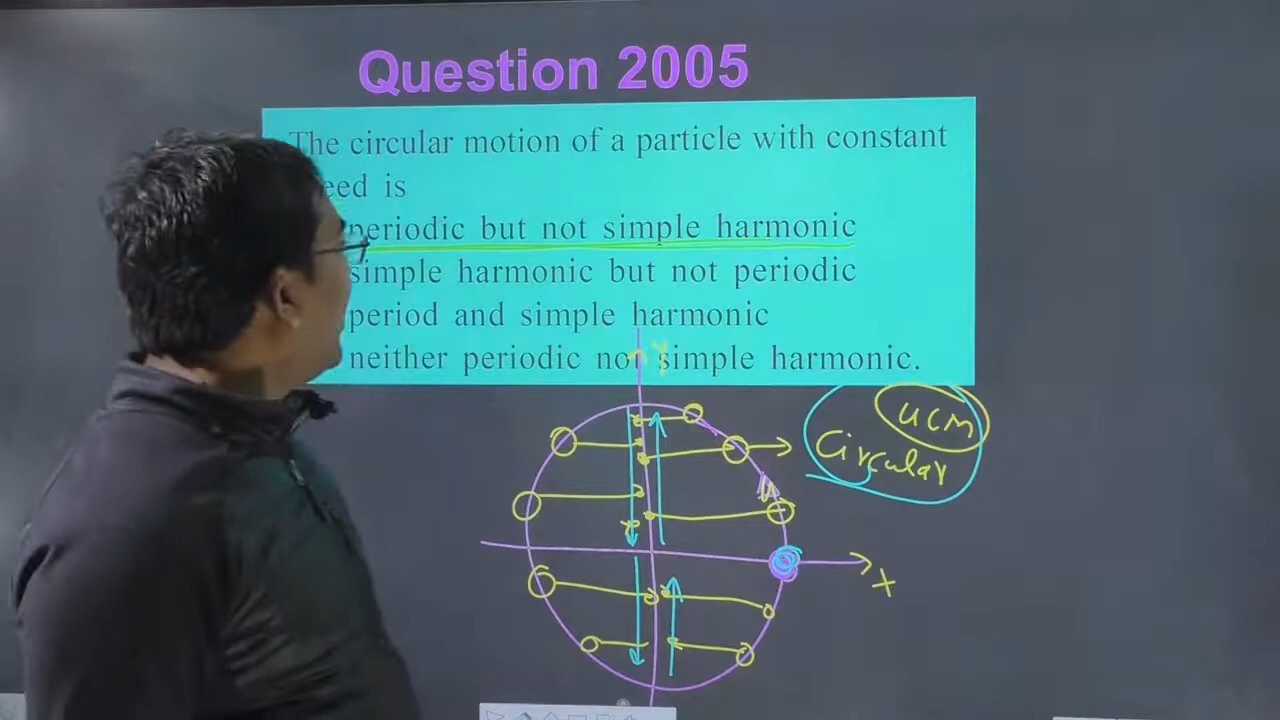 Question 2005
The circular motion of a particle with constant
eed is
periodic but not simple harmonic
simple harmonic but not periodic
period and simple harmonic
neither periodic nor simple harmonic.
Y
UCM
Circular
X